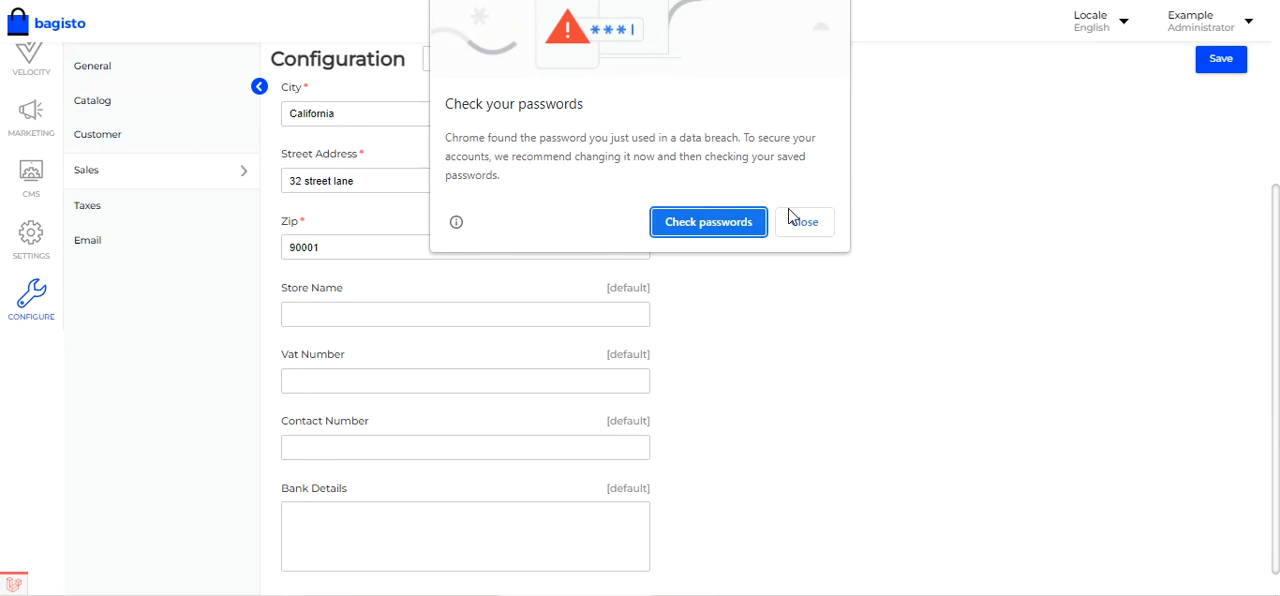 bagisto
Locale
English
Example
Administrator
VELOCITY
MARKETING
CMS
SETTINGS
CONFIGURE
General
Catalog
Customer
Sales
Taxes
Email
Configuration
Save
City *
California
Street Address *
32 street lane
Zip *
90001
Store Name [default]
Vat Number [default]
Contact Number [default]
Bank Details [default]
***|
Check your passwords
Chrome found the password you just used in a data breach. To secure your
accounts, we recommend changing it now and then checking your saved
passwords.
Check passwords
Close